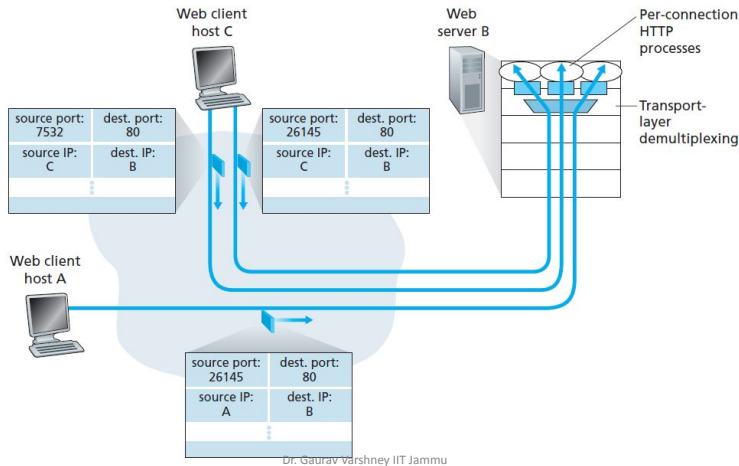 Web client
host C
Web
server B
Per-connection
HTTP
processes
Transport-
layer
demultiplexing
source port:
7532
dest. port:
80
source IP:
C
dest. IP:
B
source port:
26145
dest. port:
80
source IP:
C
dest. IP:
B
Web client
host A
source port:
26145
dest. port:
80
source IP:
A
dest. IP:
B
Dr. Gaurav Varshney IIT Jammu